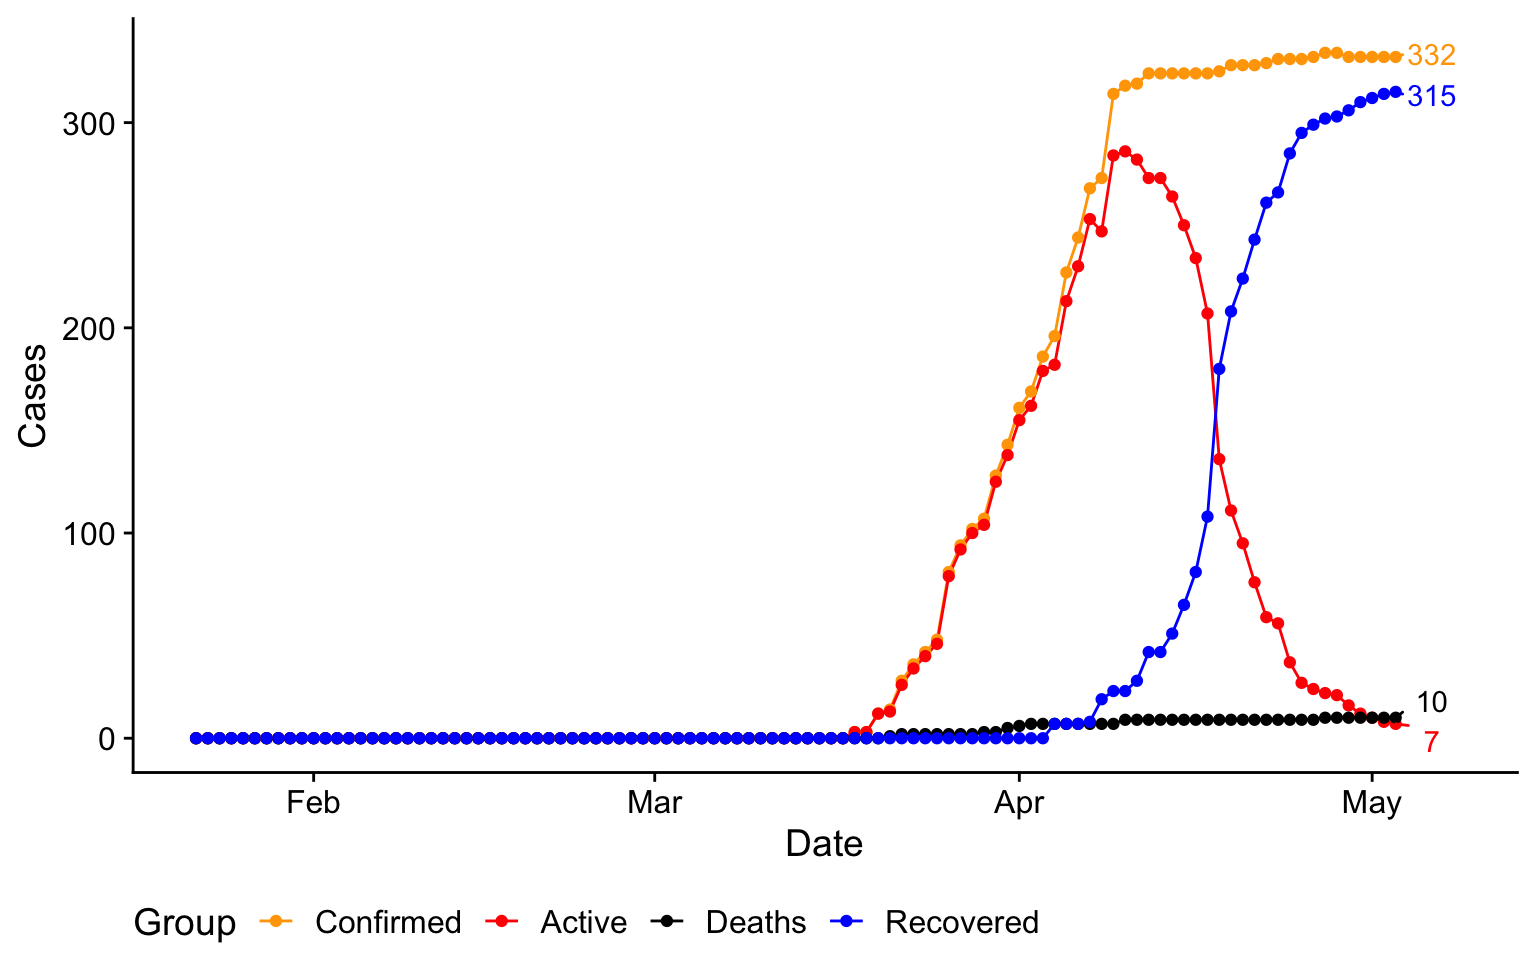 332
315
300
200
Cases
100
10
0
7
Feb Mar Apr May
Date
Group Confirmed Active Deaths Recovered